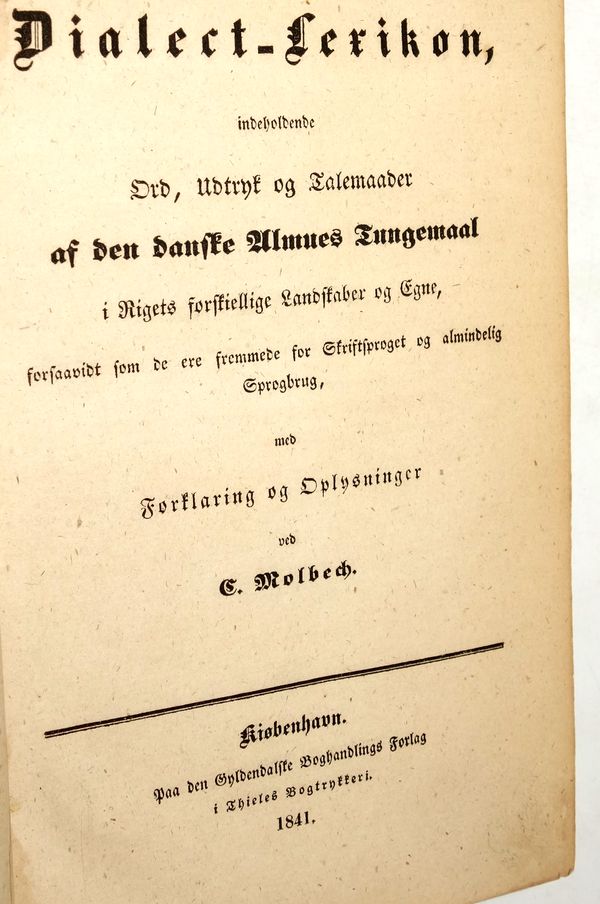 Dialect-Lexikon,
indeholdende
Ord, Udtryk og Talemaader
af den danske Almues Tungemaal
i Rigets forskiellige Landskaber og Egne,
forsaavidt som de ere fremmede for Skriftsproget og almindelig
Sprogbrug,
med
Forklaring og Oplysninger
ved
C. Molbech.
Kiøbenhavn.
Paa den Gyldendalske Boghandlings Forlag
i Thieles Bogtrykkeri.
1841.